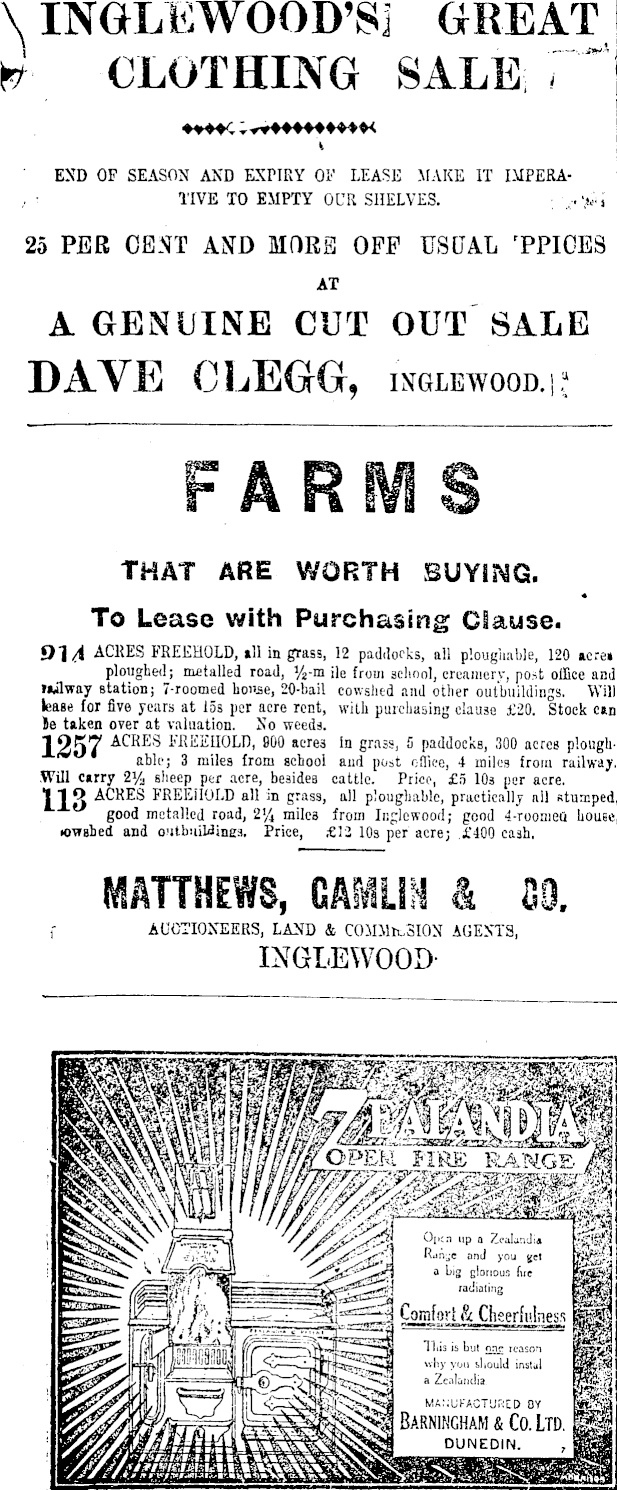 INGLEWOOD'S GREAT
CLOTHING SALE
END OF SEASON AND EXPIRY OF LEASE MAKE IT IMPERA-
TIVE TO EMPTY OUR SHELVES.
25 PER CENT AND MORE OFF USUAL PRICES
AT
A GENUINE CUT OUT SALE
DAVE CLEGG, INGLEWOOD.
FARMS
THAT ARE WORTH BUYING.
To Lease with Purchasing Clause.
914 ACRES FREEHOLD, all in grass, 12 paddocks, all ploughable, 120 acres
ploughed; metalled road, ½-mile from school, creamery, post office and
railway station; 7-roomed house, 20-bail cowshed and other outbuildings. Will
lease for five years at 15s per acre rent, with purchasing clause £20. Stock can
be taken over at valuation. No weeds.
1257 ACRES FREEHOLD, 900 acres in grass, 5 paddocks, 300 acres plough-
able; 3 miles from school and post office, 4 miles from railway.
Will carry 2½ sheep per acre, besides cattle. Price, £5 10s per acre.
113 ACRES FREEHOLD all in grass, all ploughable, practically all stumped,
good metalled road, 2¼ miles from Inglewood; good 4-roomed house,
cowshed and outbuildings. Price, £12 10s per acre; £400 cash.
MATTHEWS, GAMLIN & CO.
AUCTIONEERS, LAND & COMMISSION AGENTS,
INGLEWOOD.
ZEALANDIA
OPEN FIRE RANGE
Open up a Zealandia
Range and you get
a big glorious fire
radiating
Comfort & Cheerfulness
This is but one reason
why you should instal
a Zealandia
MANUFACTURED BY
BARNINGHAM & CO. LTD.
DUNEDIN. 7